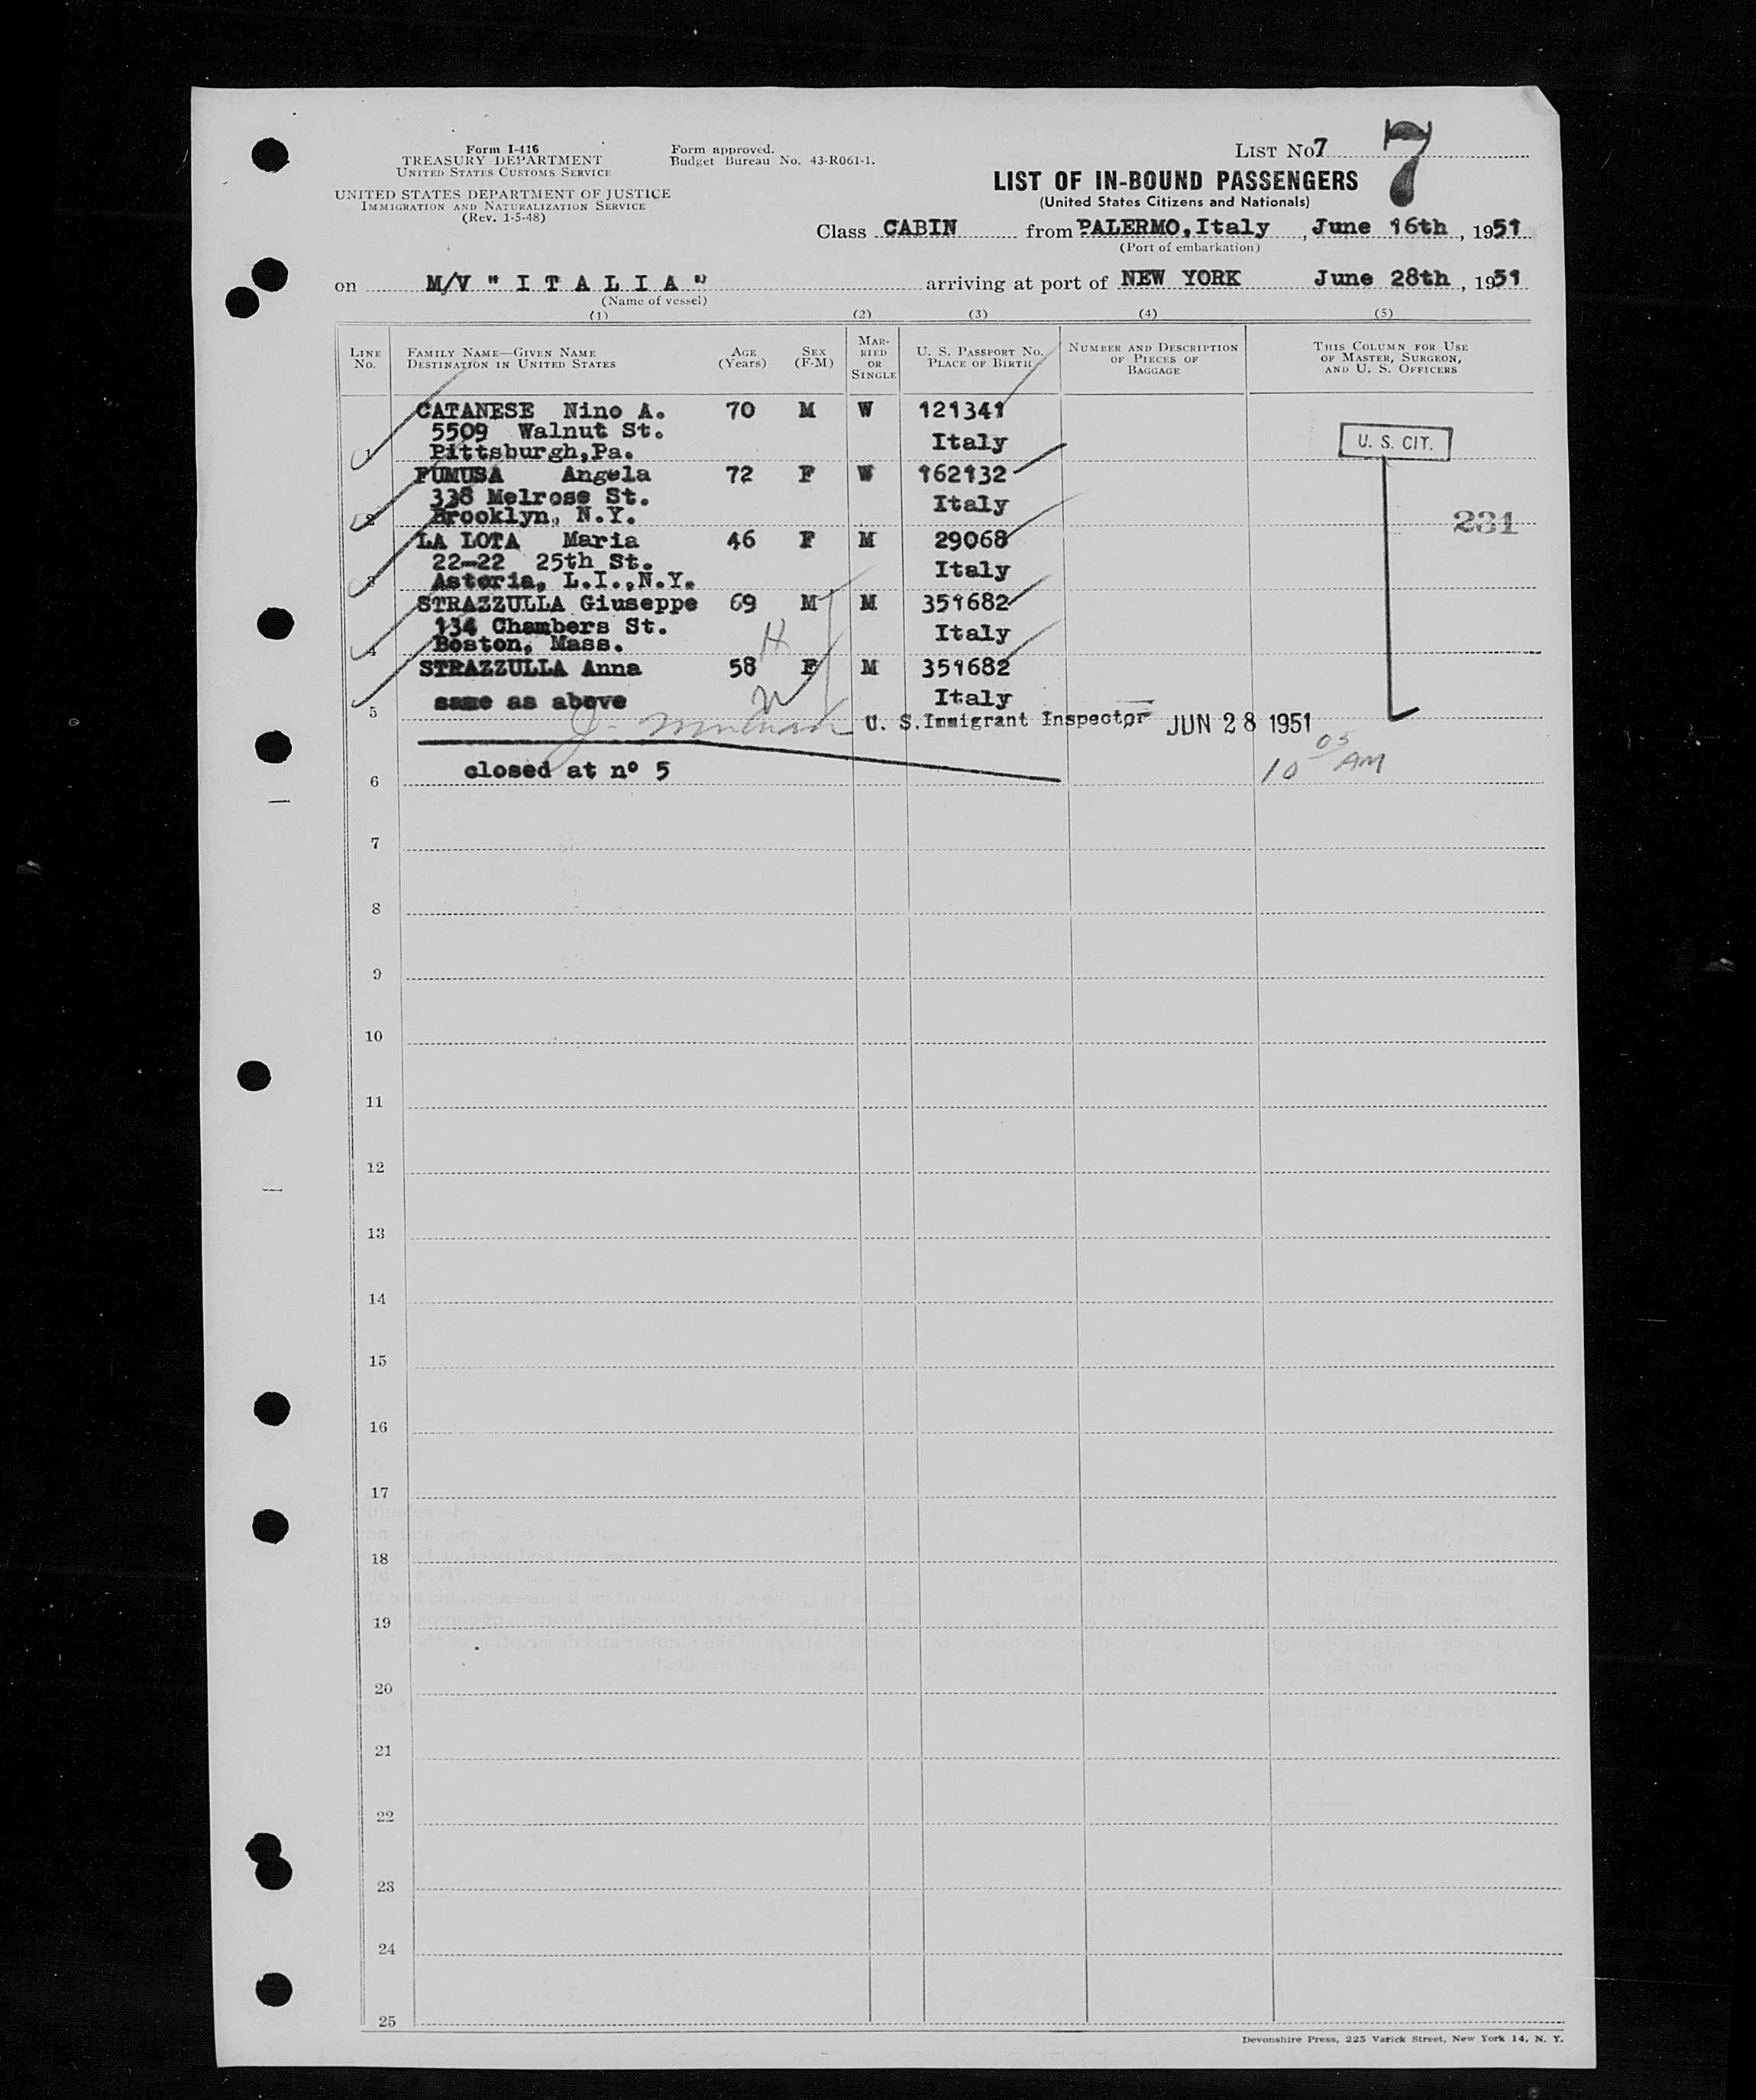 Form I-416
TREASURY DEPARTMENT
UNITED STATES CUSTOMS SERVICE
UNITED STATES DEPARTMENT OF JUSTICE
IMMIGRATION AND NATURALIZATION SERVICE
(Rev. 1-5-48)
Form approved.
Budget Bureau No. 43-R061-1.
LIST No 7 7
LIST OF IN-BOUND PASSENGERS
(United States Citizens and Nationals)
Class CABIN from PALERMO, Italy, June 16th, 1951
(Port of embarkation)
on M/V "ITALIA" arriving at port of NEW YORK June 28th, 1951
(Name of vessel)
(1) (2) (3) (4) (5)
LINE No. FAMILY NAME—GIVEN NAME DESTINATION IN UNITED STATES AGE (Years) SEX (F-M) MARRIED OR SINGLE U. S. PASSPORT No. PLACE OF BIRTH NUMBER AND DESCRIPTION OF PIECES OF BAGGAGE THIS COLUMN FOR USE OF MASTER, SURGEON, AND U. S. OFFICERS
CATANESE Nino A. 70 M W 121341
5509 Walnut St. Italy U. S. CIT.
1 Pittsburgh,Pa.
FUMUSA Angela 72 F W 162132
338 Melrose St. Italy
2 Brooklyn, N.Y. 231
LA LOTA Maria 46 F M 29068
22-22 25th St. Italy
3 Astoria, L.I.,N.Y.
STRAZZULLA Giuseppe 69 M M 351682
134 Chambers St. Italy
4 Boston, Mass. H
STRAZZULLA Anna 58 F M 351682
same as above W Italy
5 U. S. Immigrant Inspector JUN 28 1951
10 05 AM
6 closed at nº 5
7
8
9
10
11
12
13
14
15
16
17
18
19
20
21
22
23
24
25
Devonshire Press, 225 Varick Street, New York 14, N. Y.